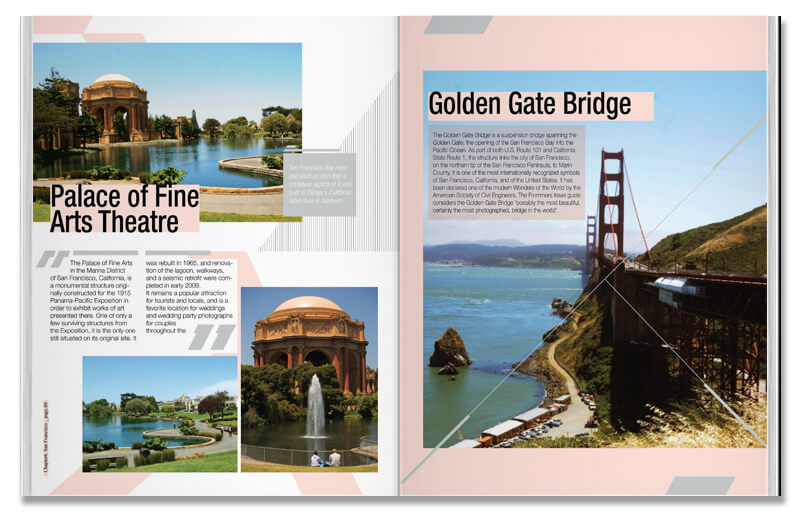 Palace of Fine
Arts Theatre
San Francisco Bay Area,
and such an icon that a
miniature replica of it was
built in Disney's California
Adventure in Anaheim.
The Palace of Fine Arts
in the Marina District
of San Francisco, California, is
a monumental structure origi-
nally constructed for the 1915
Panama-Pacific Exposition in
order to exhibit works of art
presented there. One of only a
few surviving structures from
the Exposition, it is the only one
still situated on its original site. It
was rebuilt in 1965, and renova-
tion of the lagoon, walkways,
and a seismic retrofit were com-
pleted in early 2009.
It remains a popular attraction
for tourists and locals, and is a
favorite location for weddings
and wedding party photographs
for couples
throughout the
Golden Gate Bridge
The Golden Gate Bridge is a suspension bridge spanning the
Golden Gate, the opening of the San Francisco Bay into the
Pacific Ocean. As part of both U.S. Route 101 and California
State Route 1, the structure links the city of San Francisco,
on the northern tip of the San Francisco Peninsula, to Marin
County. It is one of the most internationally recognized symbols
of San Francisco, California, and of the United States. It has
been declared one of the modern Wonders of the World by the
American Society of Civil Engineers. The Frommers travel guide
considers the Golden Gate Bridge "possibly the most beautiful,
certainly the most photographed, bridge in the world".